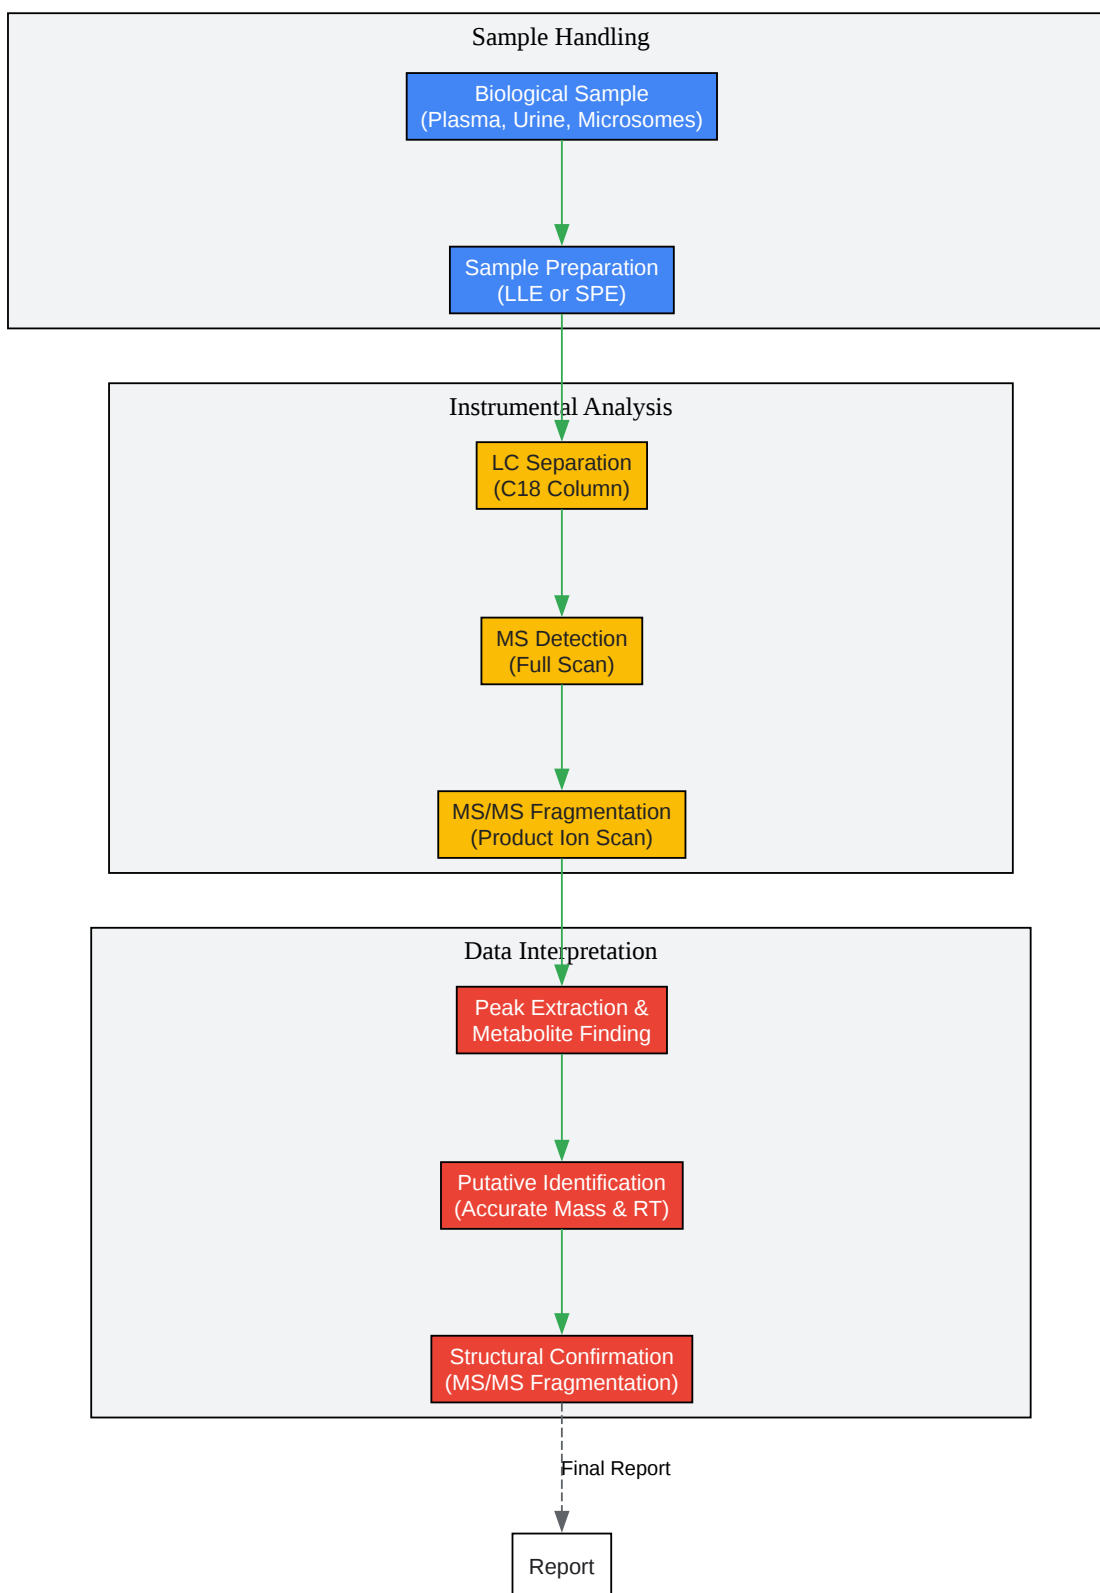 Sample Handling
Biological Sample
(Plasma, Urine, Microsomes)
Sample Preparation
(LLE or SPE)
Instrumental Analysis
LC Separation
(C18 Column)
MS Detection
(Full Scan)
MS/MS Fragmentation
(Product Ion Scan)
Data Interpretation
Peak Extraction &
Metabolite Finding
Putative Identification
(Accurate Mass & RT)
Structural Confirmation
(MS/MS Fragmentation)
Final Report
Report